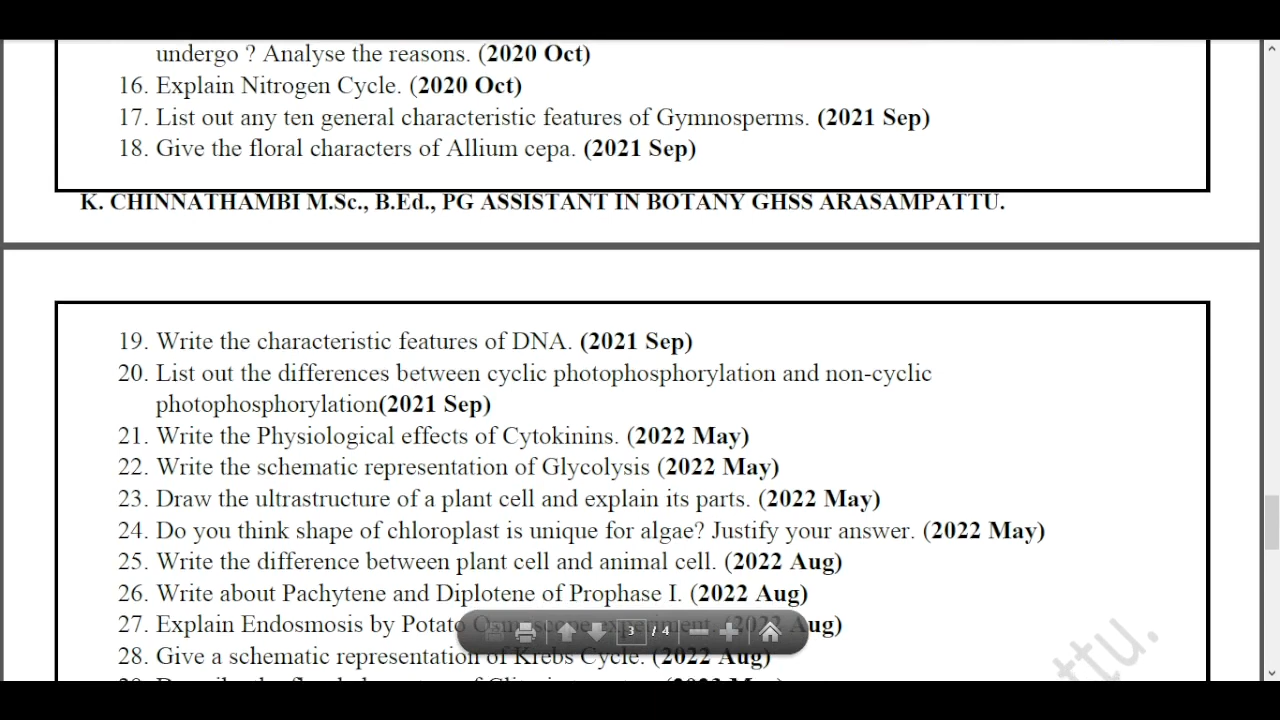 undergo ? Analyse the reasons. (2020 Oct)
16. Explain Nitrogen Cycle. (2020 Oct)
17. List out any ten general characteristic features of Gymnosperms. (2021 Sep)
18. Give the floral characters of Allium cepa. (2021 Sep)
K. CHINNATHAMBI M.Sc., B.Ed., PG ASSISTANT IN BOTANY GHSS ARASAMPATTU.
19. Write the characteristic features of DNA. (2021 Sep)
20. List out the differences between cyclic photophosphorylation and non-cyclic
photophosphorylation(2021 Sep)
21. Write the Physiological effects of Cytokinins. (2022 May)
22. Write the schematic representation of Glycolysis (2022 May)
23. Draw the ultrastructure of a plant cell and explain its parts. (2022 May)
24. Do you think shape of chloroplast is unique for algae? Justify your answer. (2022 May)
25. Write the difference between plant cell and animal cell. (2022 Aug)
26. Write about Pachytene and Diplotene of Prophase I. (2022 Aug)
27. Explain Endosmosis by Potato Osmoscope experiment. (2022 Aug)
3 / 4
28. Give a schematic representation of Krebs Cycle. (2022 Aug)
ttu.